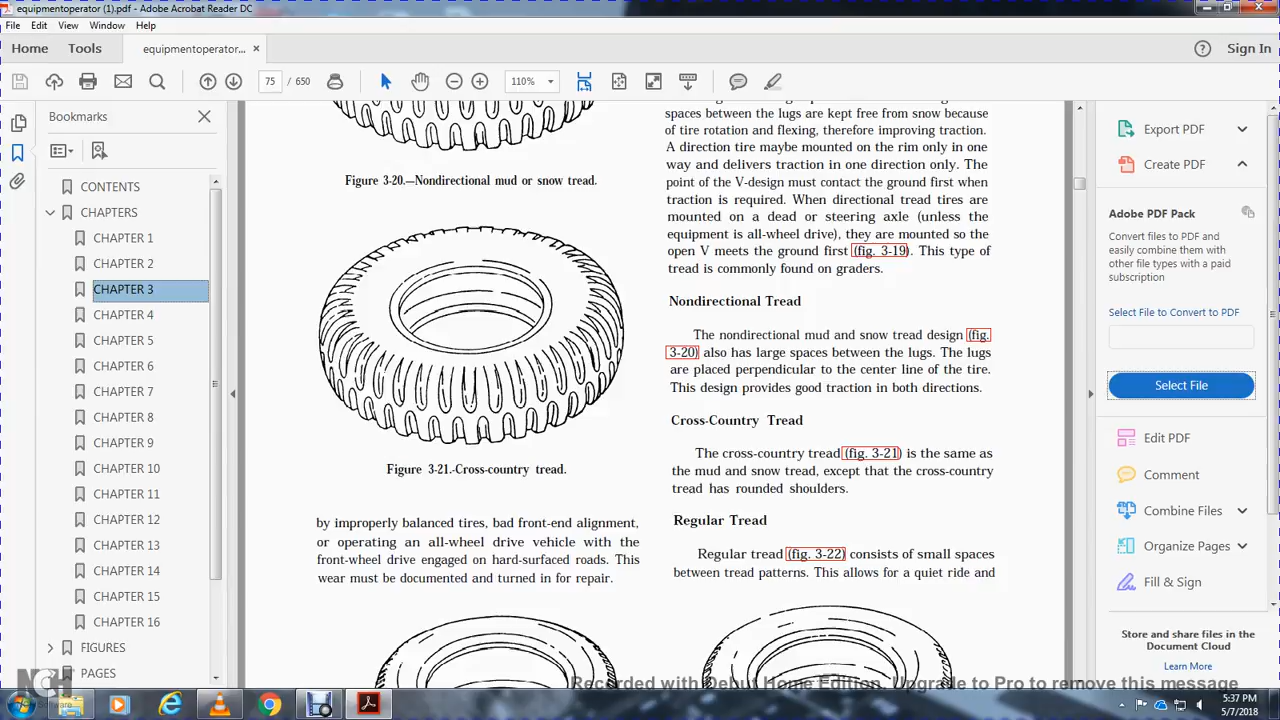 equipmentoperator (1).pdf - Adobe Acrobat Reader DC
File Edit View Window Help
Home Tools equipmentoperator... × Sign In
75 / 650 110%
Bookmarks
CONTENTS
CHAPTERS
CHAPTER 1
CHAPTER 2
CHAPTER 3
CHAPTER 4
CHAPTER 5
CHAPTER 6
CHAPTER 7
CHAPTER 8
CHAPTER 9
CHAPTER 10
CHAPTER 11
CHAPTER 12
CHAPTER 13
CHAPTER 14
CHAPTER 15
CHAPTER 16
FIGURES
PAGES
Figure 3-20.—Nondirectional mud or snow tread.
Figure 3-21.-Cross-country tread.
by improperly balanced tires, bad front-end alignment,
or operating an all-wheel drive vehicle with the
front-wheel drive engaged on hard-surfaced roads. This
wear must be documented and turned in for repair.
spaces between the lugs are kept free from snow because
of tire rotation and flexing, therefore improving traction.
A direction tire maybe mounted on the rim only in one
way and delivers traction in one direction only. The
point of the V-design must contact the ground first when
traction is required. When directional tread tires are
mounted on a dead or steering axle (unless the
equipment is all-wheel drive), they are mounted so the
open V meets the ground first (fig. 3-19). This type of
tread is commonly found on graders.
Nondirectional Tread
The nondirectional mud and snow tread design (fig.
3-20) also has large spaces between the lugs. The lugs
are placed perpendicular to the center line of the tire.
This design provides good traction in both directions.
Cross-Country Tread
The cross-country tread (fig. 3-21) is the same as
the mud and snow tread, except that the cross-country
tread has rounded shoulders.
Regular Tread
Regular tread (fig. 3-22) consists of small spaces
between tread patterns. This allows for a quiet ride and
Export PDF
Create PDF
Adobe PDF Pack
Convert files to PDF and
easily combine them with
other file types with a paid
subscription
Select File to Convert to PDF
Select File
Edit PDF
Comment
Combine Files
Organize Pages
Fill & Sign
Store and share files in the
Document Cloud
Learn More
NCH
Software
Recorded with Debut Home Edition. Upgrade to Pro to remove this message
5:37 PM
5/7/2018